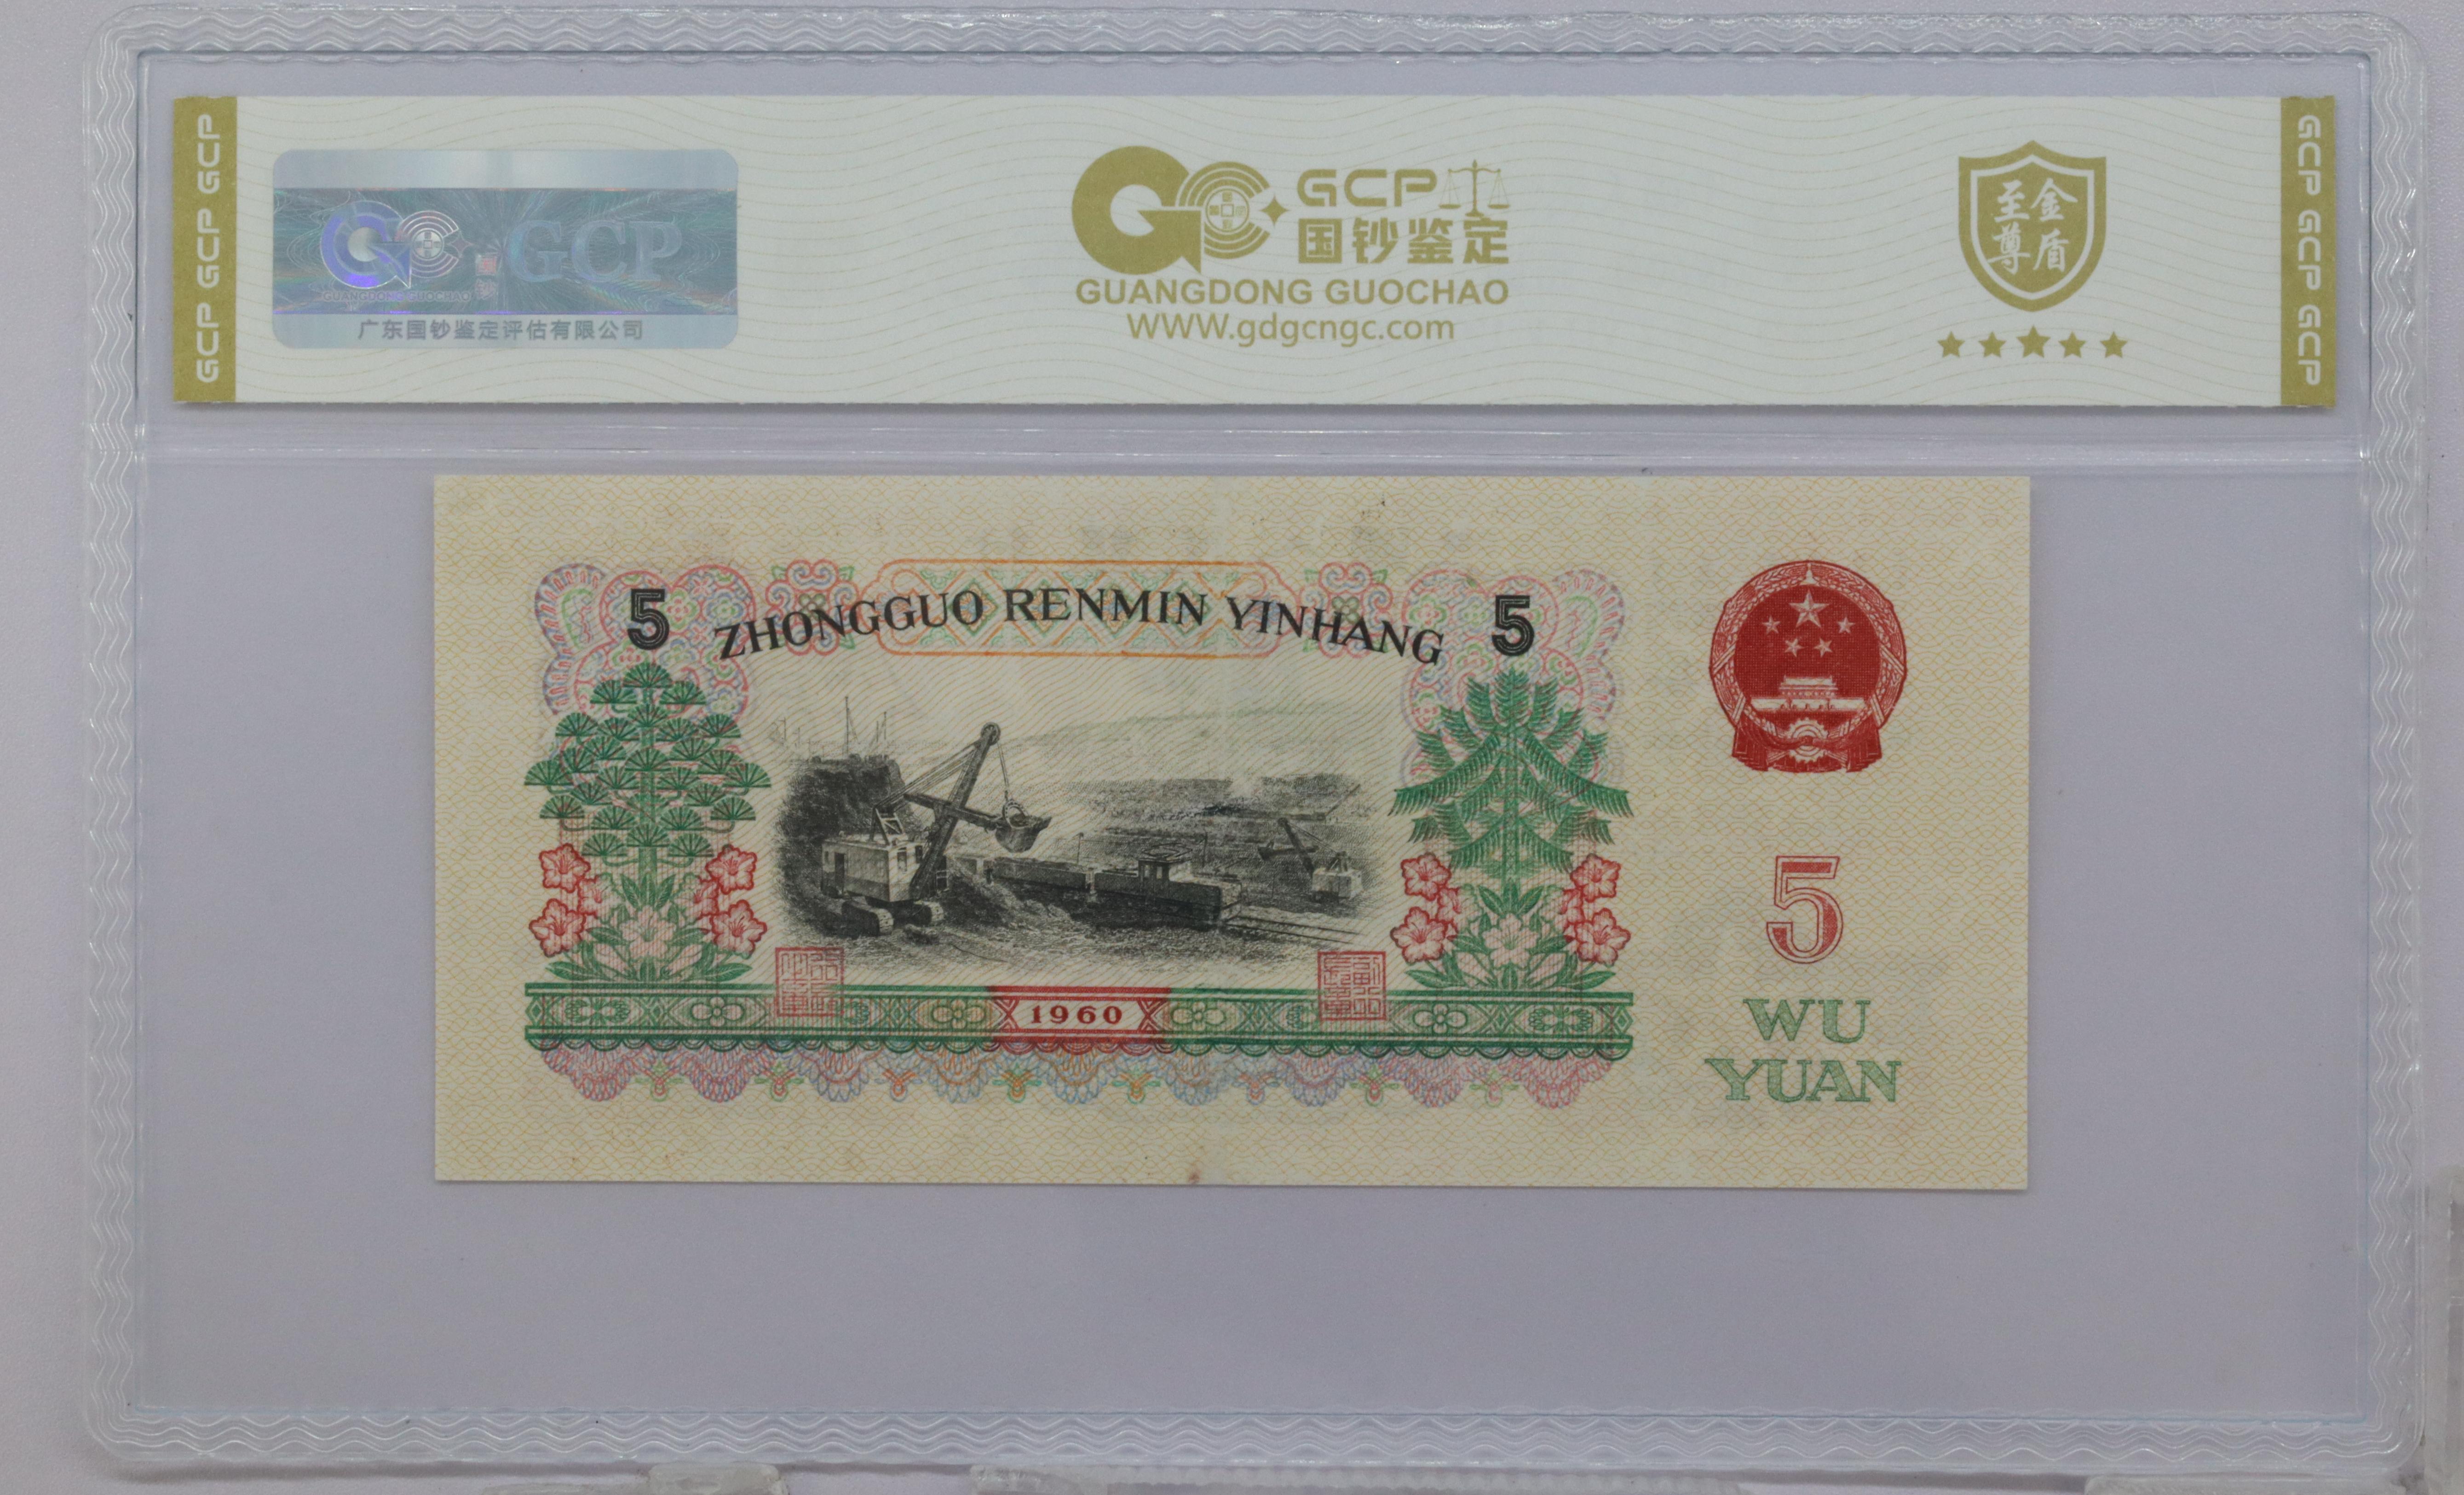 GCP GCP GCP
GCP
GUANGDONG GUOCHAO
国钞
广东国钞鉴定评估有限公司
GCP
国钞鉴定
GUANGDONG GUOCHAO
WWW.gdgcngc.com
至尊
金盾
GCP GCP GCP
5 ZHONGGUO RENMIN YINHANG 5
1960
5
WU
YUAN